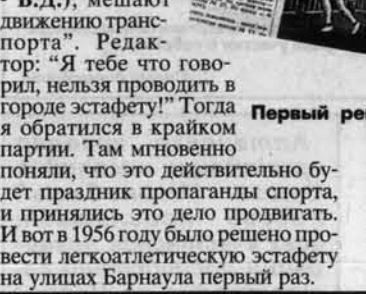 В.Д.), мешают
движению транс-
порта”. Редак-
тор: “Я тебе что гово-
рил, нельзя проводить в
городе эстафету!” Тогда
я обратился в крайком
партии. Там мгновенно
поняли, что это действительно бу-
дет праздник пропаганды спорта,
и принялись это дело продвигать.
И вот в 1956 году было решено про-
вести легкоатлетическую эстафету
на улицах Барнаула первый раз.
Первый